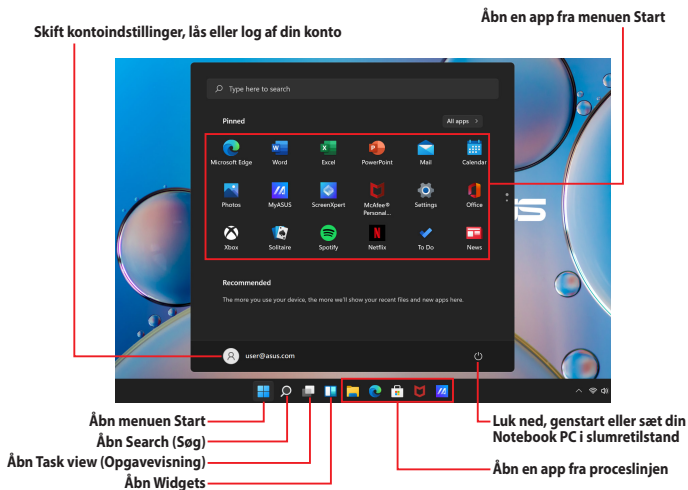 Åbn en app fra menuen Start
Skift kontoindstillinger, lås eller log af din konto
Type here to search
Pinned
All apps >
Microsoft Edge
Word
Excel
PowerPoint
Mail
Calendar
Photos
MyASUS
ScreenXpert
McAfee®
Personal...
Settings
Office
Xbox
Solitaire
Spotify
Netflix
To Do
News
Recommended
The more you use your device, the more we'll show your recent files and new apps here.
user@asus.com
Åbn menuen Start
Åbn Search (Søg)
Åbn Task view (Opgavevisning)
Åbn Widgets
Luk ned, genstart eller sæt din
Notebook PC i slumretilstand
Åbn en app fra proceslinjen